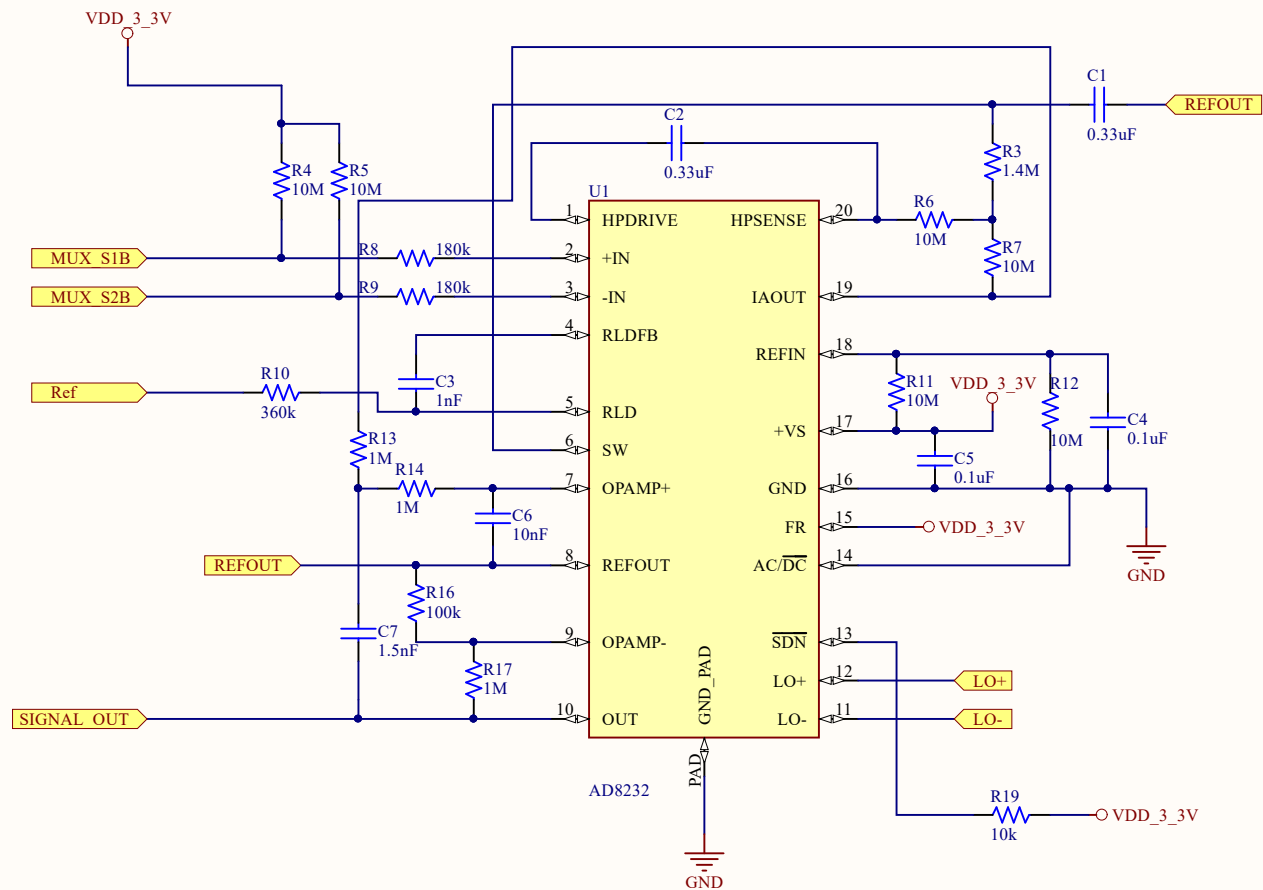 VDD_3_3V
C1
REFOUT
0.33uF
C2
0.33uF
R3
1.4M
R4
10M
R5
10M
U1
1
HPDRIVE
HPSENSE
20
R6
10M
R7
10M
MUX_S1B
R8
180k
2
+IN
MUX_S2B
R9
180k
3
-IN
IAOUT
19
4
RLDFB
REFIN
18
Ref
R10
360k
C3
1nF
5
RLD
R11
10M
VDD_3_3V
R12
10M
C4
0.1uF
+VS
17
R13
1M
6
SW
C5
0.1uF
R14
1M
7
OPAMP+
GND
16
C6
10nF
FR
15
VDD_3_3V
GND
REFOUT
8
REFOUT
AC/DC
14
R16
100k
C7
1.5nF
9
OPAMP-
SDN
13
R17
1M
GND_PAD
LO+
12
LO+
SIGNAL_OUT
10
OUT
LO-
11
LO-
PAD
AD8232
R19
10k
VDD_3_3V
GND